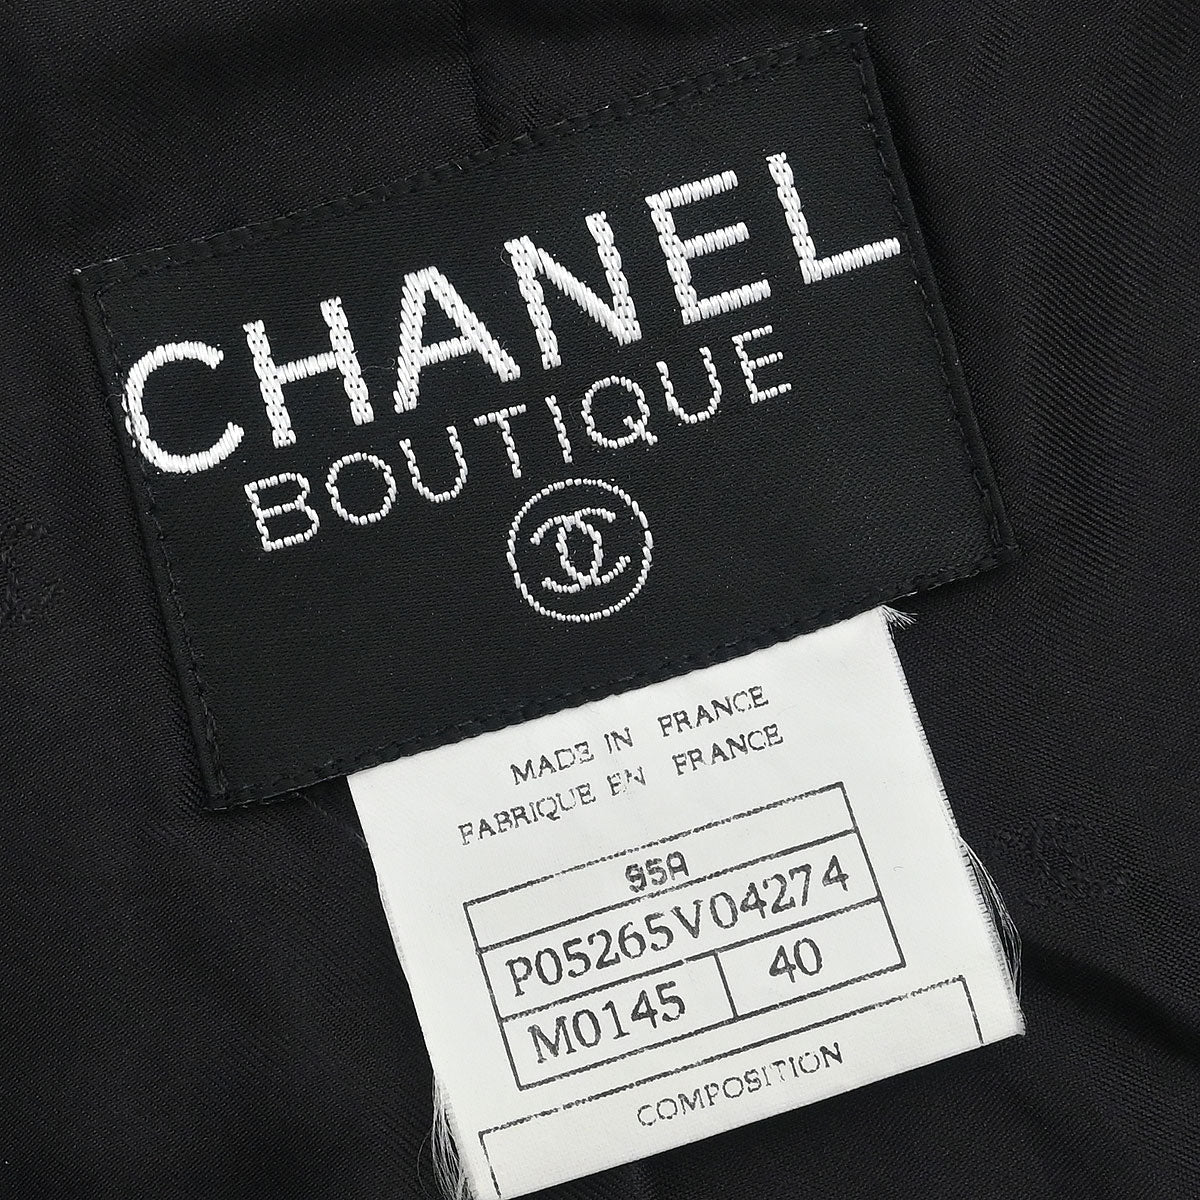 CHANEL
BOUTIQUE
MADE IN FRANCE
FABRIQUE EN FRANCE
95A
P05265V04274
M0145 40
COMPOSITION